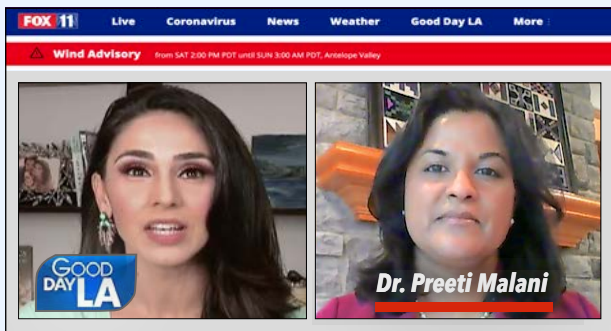 FOX 11 Live Coronavirus News Weather Good Day LA More
Wind Advisory from SAT 2:00 PM PDT until SUN 3:00 AM PDT, Antelope Valley
GOOD
DAY LA
Dr. Preeti Malani